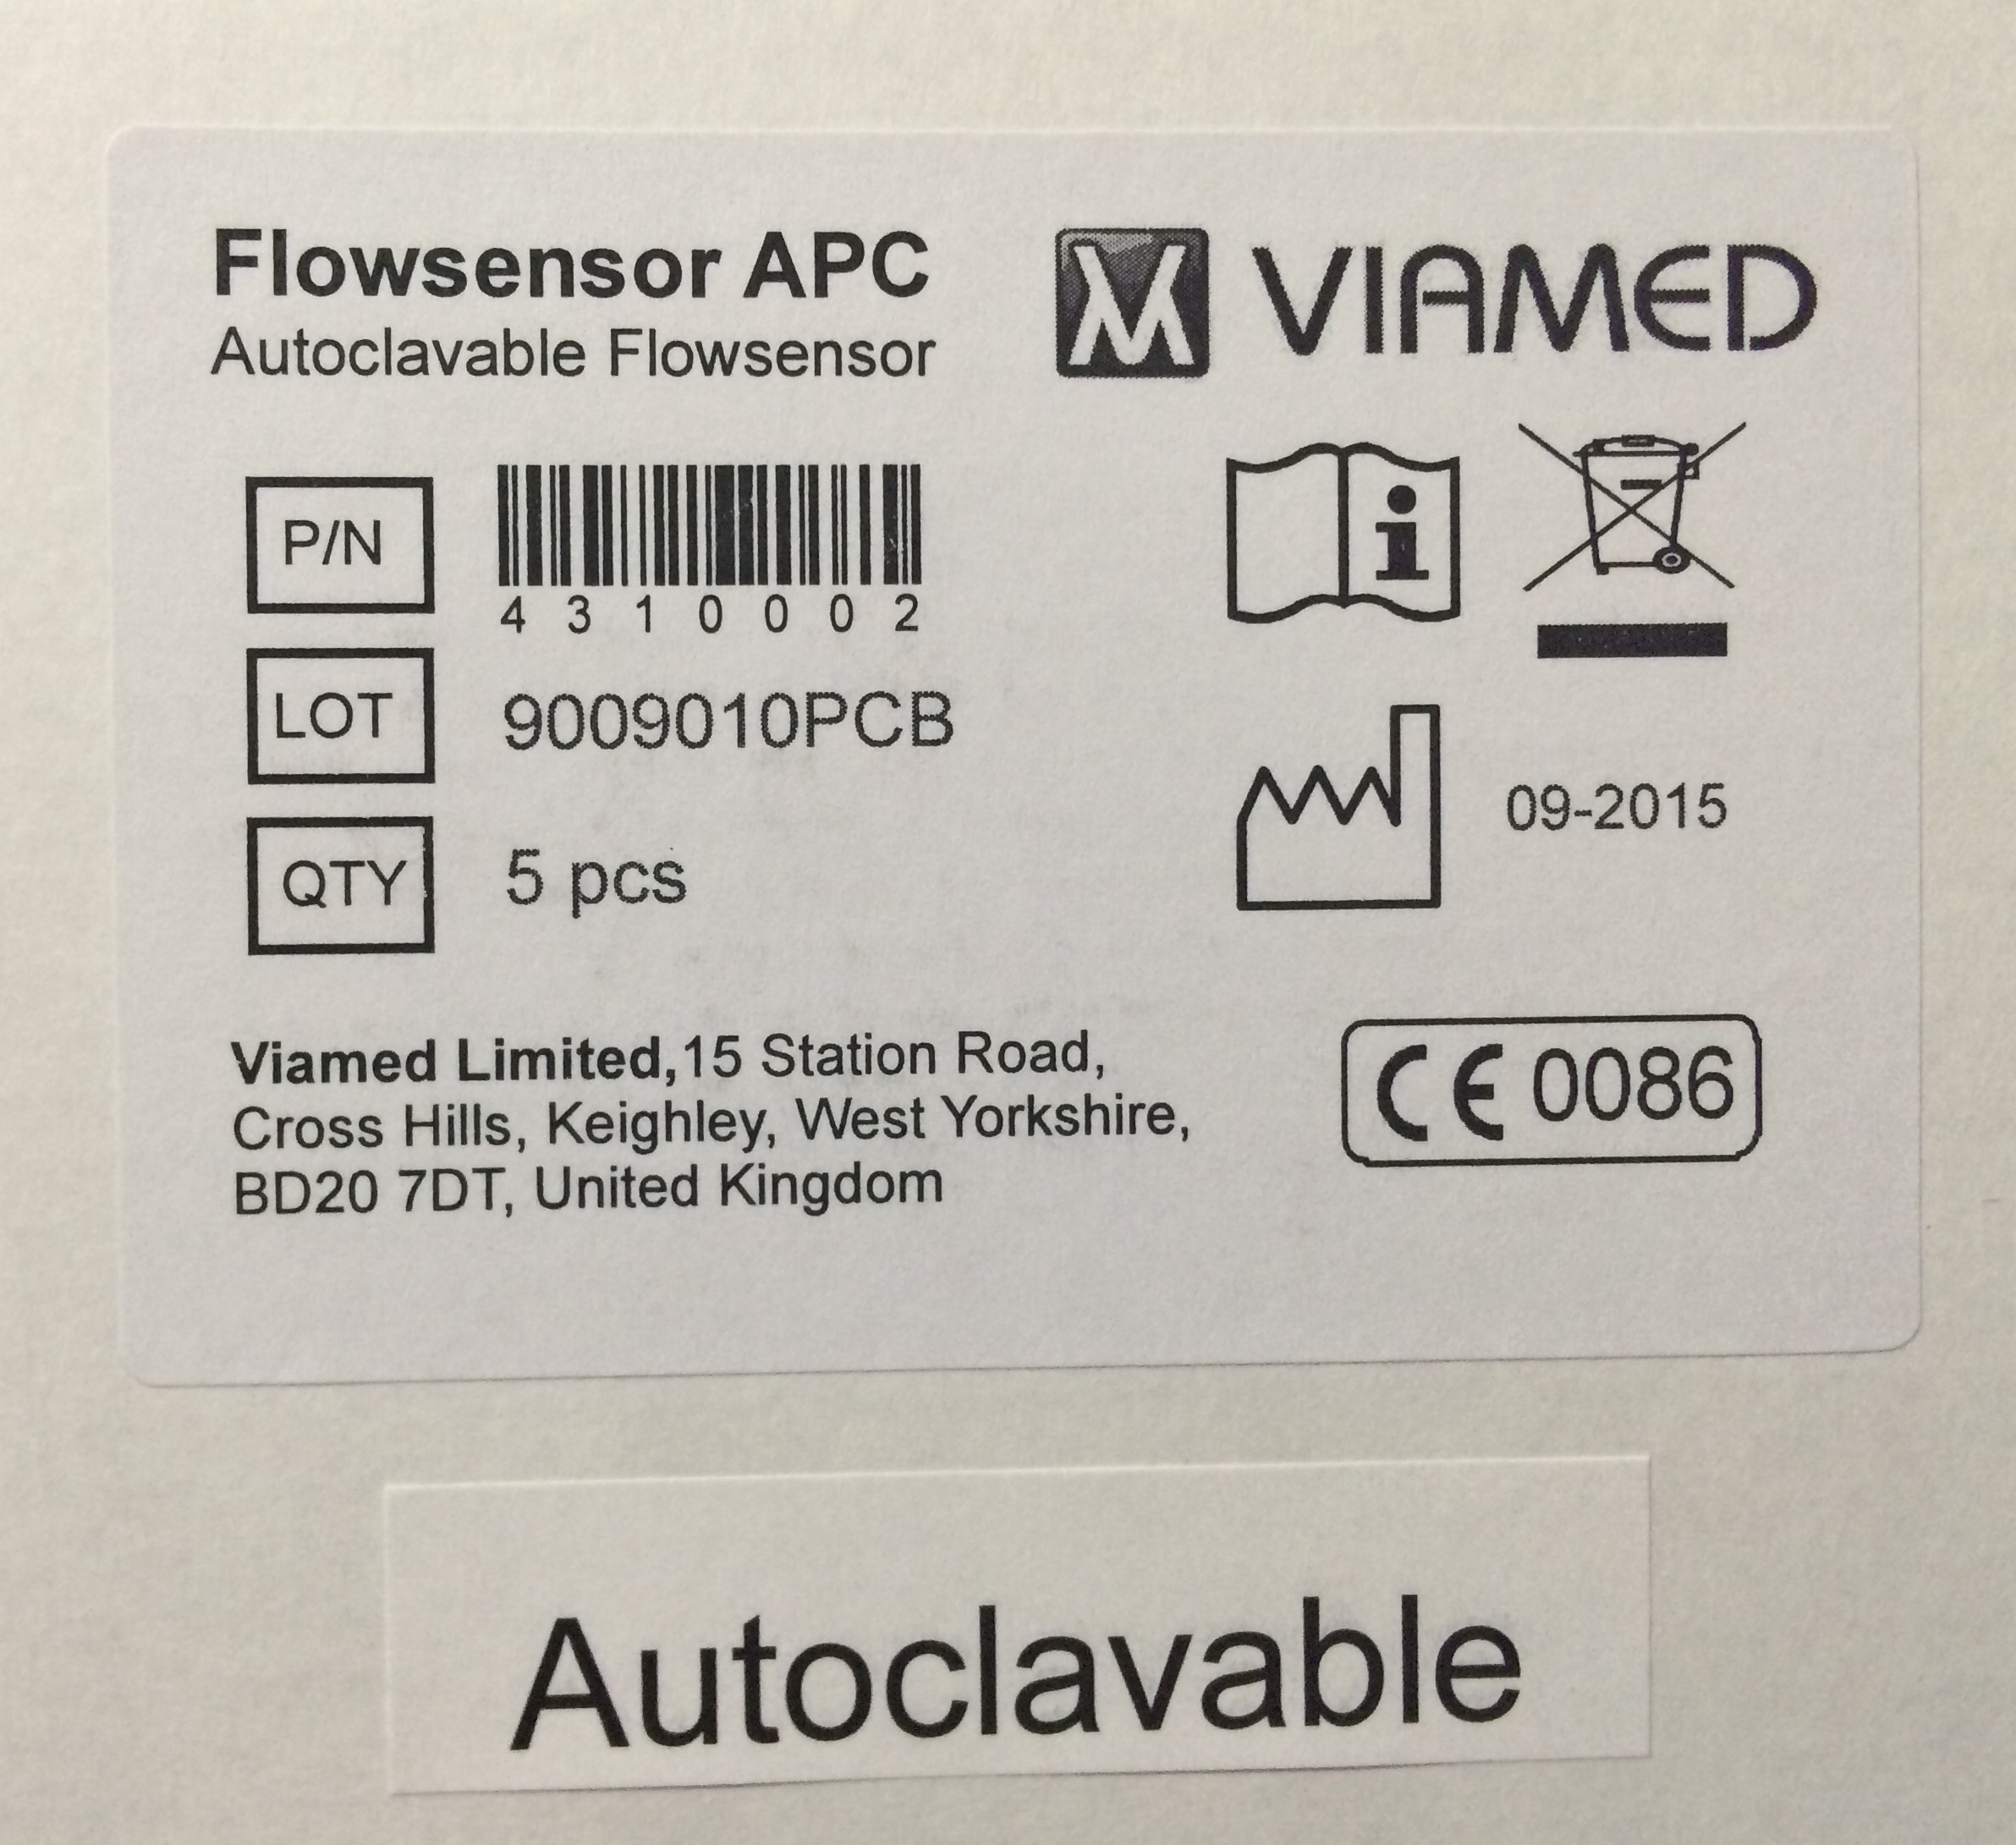 Flowsensor APC
Autoclavable Flowsensor
VIAMED
P/N
4310002
LOT
9009010PCB
QTY
5 pcs
09-2015
Viamed Limited,15 Station Road,
Cross Hills, Keighley, West Yorkshire,
BD20 7DT, United Kingdom
CE 0086
Autoclavable